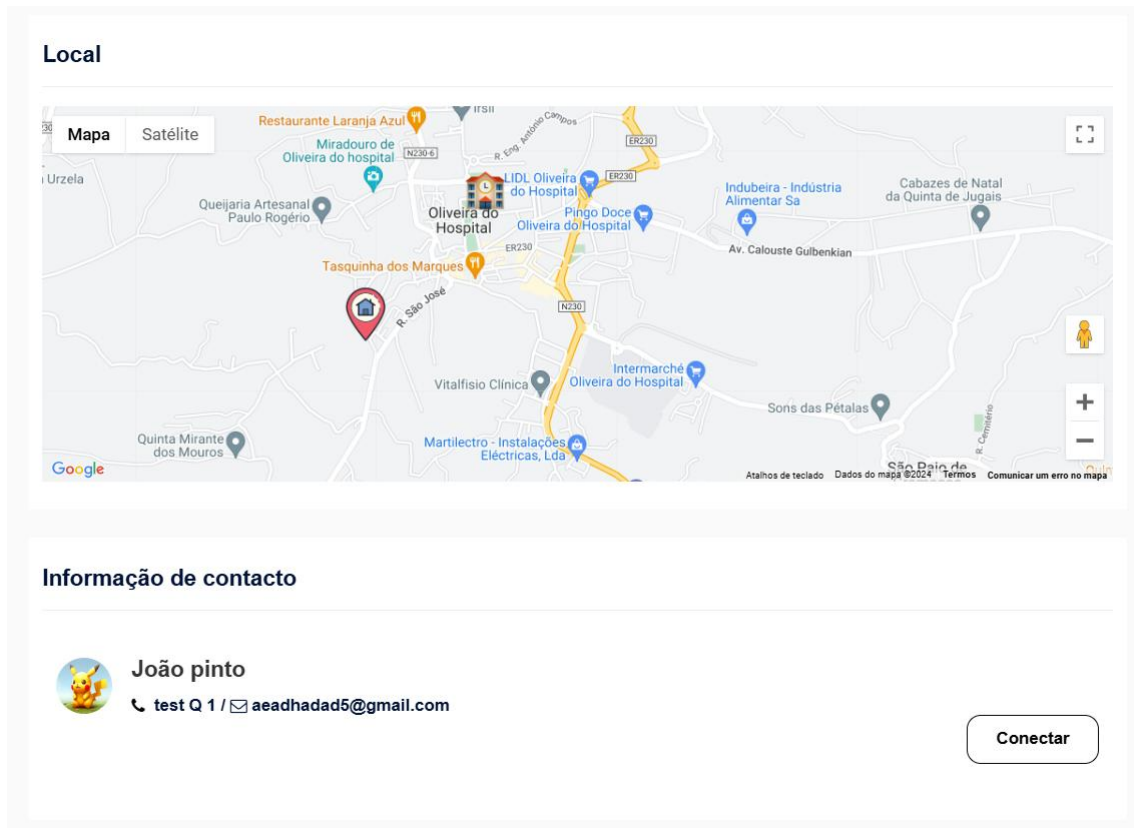 Local
Mapa
Satélite
Restaurante Laranja Azul
Irsil
R. Eng. António Campos
ER230
Miradouro de
Oliveira do hospital
N230-6
Urzela
LIDL Oliveira
do Hospital
ER230
Indubeira - Indústria
Alimentar Sa
Cabazes de Natal
da Quinta de Jugais
Queijaria Artesanal
Paulo Rogério
Oliveira do
Hospital
Pingo Doce
Oliveira do Hospital
ER230
Av. Calouste Gulbenkian
Tasquinha dos Marques
R. São José
N230
Intermarché
Oliveira do Hospital
Vitalfisio Clínica
Sons das Pétalas
R. Cemitério
Quinta Mirante
dos Mouros
Martilectro - Instalações
Eléctricas, Lda
Google
São Paio de
Atalhos de teclado
Dados do mapa ©2024
Termos
Comunicar um erro no mapa
Informação de contacto
João pinto
test Q 1 / aeadhadad5@gmail.com
Conectar